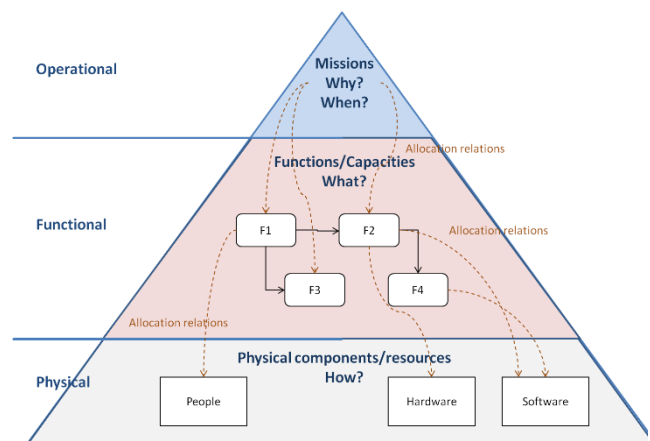 Operational
Missions
Why?
When?
Allocation relations
Functions/Capacities
What?
Functional
F1
F2
Allocation relations
F3
F4
Allocation relations
Physical components/resources
How?
Physical
People
Hardware
Software